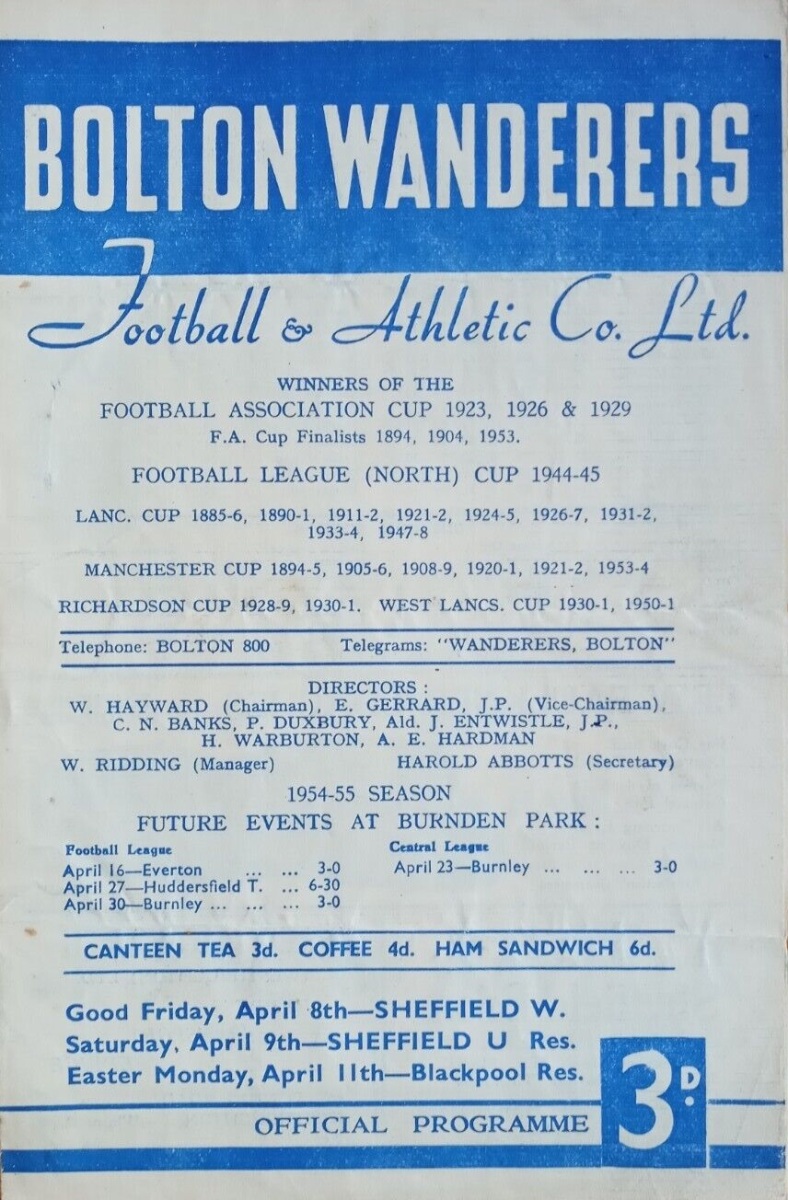 BOLTON WANDERERS
Football & Athletic Co. Ltd.
WINNERS OF THE
FOOTBALL ASSOCIATION CUP 1923, 1926 & 1929
F.A. Cup Finalists 1894, 1904, 1953.
FOOTBALL LEAGUE (NORTH) CUP 1944-45
LANC. CUP 1885-6, 1890-1, 1911-2, 1921-2, 1924-5, 1926-7, 1931-2,
1933-4, 1947-8
MANCHESTER CUP 1894-5, 1905-6, 1908-9, 1920-1, 1921-2, 1953-4
RICHARDSON CUP 1928-9, 1930-1. WEST LANCS. CUP 1930-1, 1950-1
Telephone: BOLTON 800 Telegrams: "WANDERERS, BOLTON"
DIRECTORS :
W. HAYWARD (Chairman), E. GERRARD, J.P. (Vice-Chairman),
C. N. BANKS, P. DUXBURY, Ald. J. ENTWISTLE, J.P.,
H. WARBURTON, A. E. HARDMAN
W. RIDDING (Manager) HAROLD ABBOTTS (Secretary)
1954-55 SEASON
FUTURE EVENTS AT BURNDEN PARK :
Football League
April 16—Everton ... ... 3-0
April 27—Huddersfield T. ... 6-30
April 30—Burnley ... ... ... 3-0
Central League
April 23—Burnley ... ... ... 3-0
CANTEEN TEA 3d. COFFEE 4d. HAM SANDWICH 6d.
Good Friday, April 8th—SHEFFIELD W.
Saturday, April 9th—SHEFFIELD U Res.
Easter Monday, April 11th—Blackpool Res.
OFFICIAL PROGRAMME
3D.